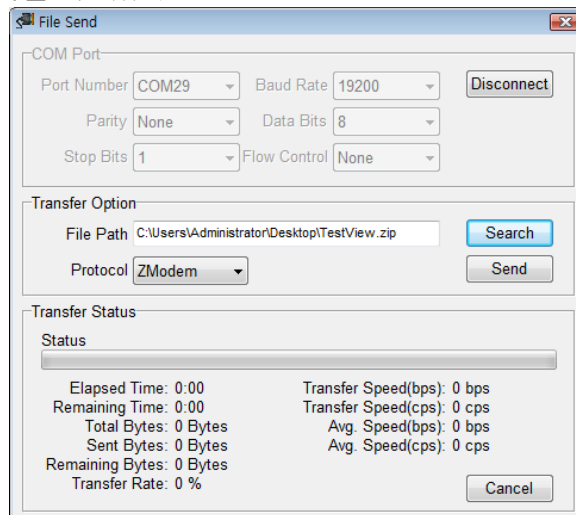 File Send
COM Port
Port Number COM29 Baud Rate 19200 Disconnect
Parity None Data Bits 8
Stop Bits 1 Flow Control None
Transfer Option
File Path C:\Users\Administrator\Desktop\TestView.zip Search
Protocol ZModem Send
Transfer Status
Status
Elapsed Time: 0:00 Transfer Speed(bps): 0 bps
Remaining Time: 0:00 Transfer Speed(cps): 0 cps
Total Bytes: 0 Bytes Avg. Speed(bps): 0 bps
Sent Bytes: 0 Bytes Avg. Speed(cps): 0 cps
Remaining Bytes: 0 Bytes
Transfer Rate: 0 %
Cancel